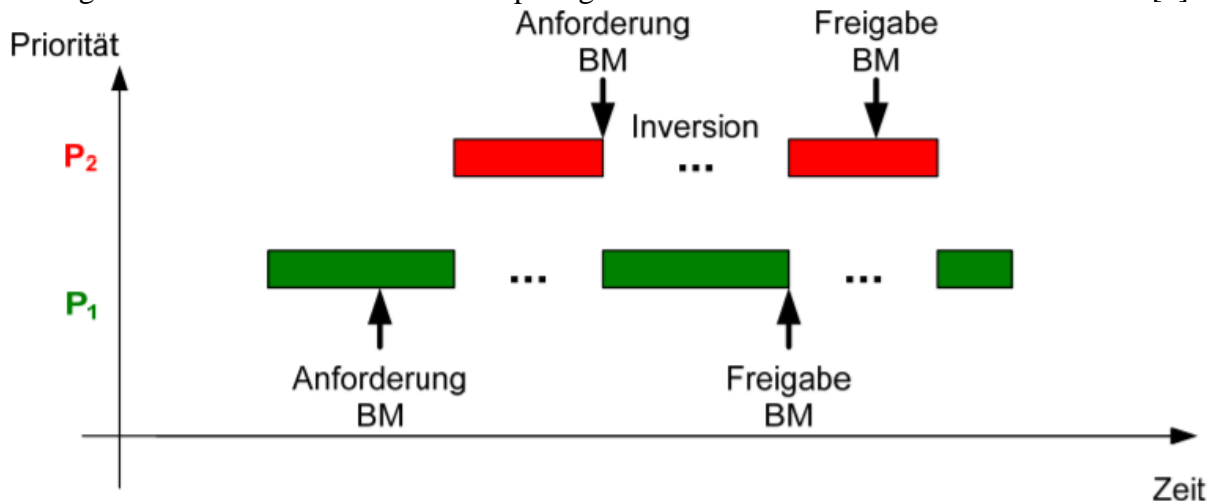 Anforderung
BM
Freigabe
BM
Priorität
Inversion
P₂
...
...
...
P₁
Anforderung
BM
Freigabe
BM
Zeit